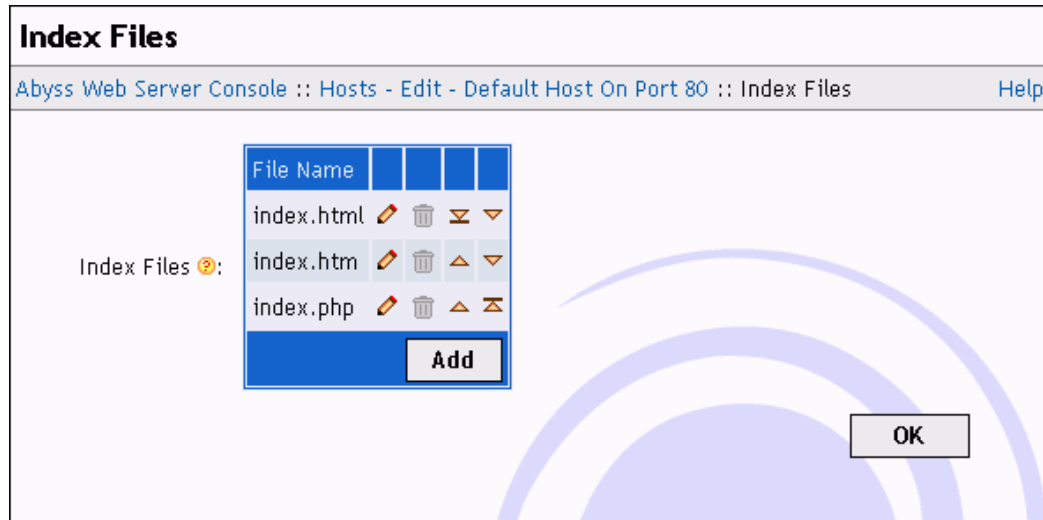 Index Files
Abyss Web Server Console :: Hosts - Edit - Default Host On Port 80 :: Index Files Help
File Name
index.html
Index Files ?: index.htm
index.php
Add
OK